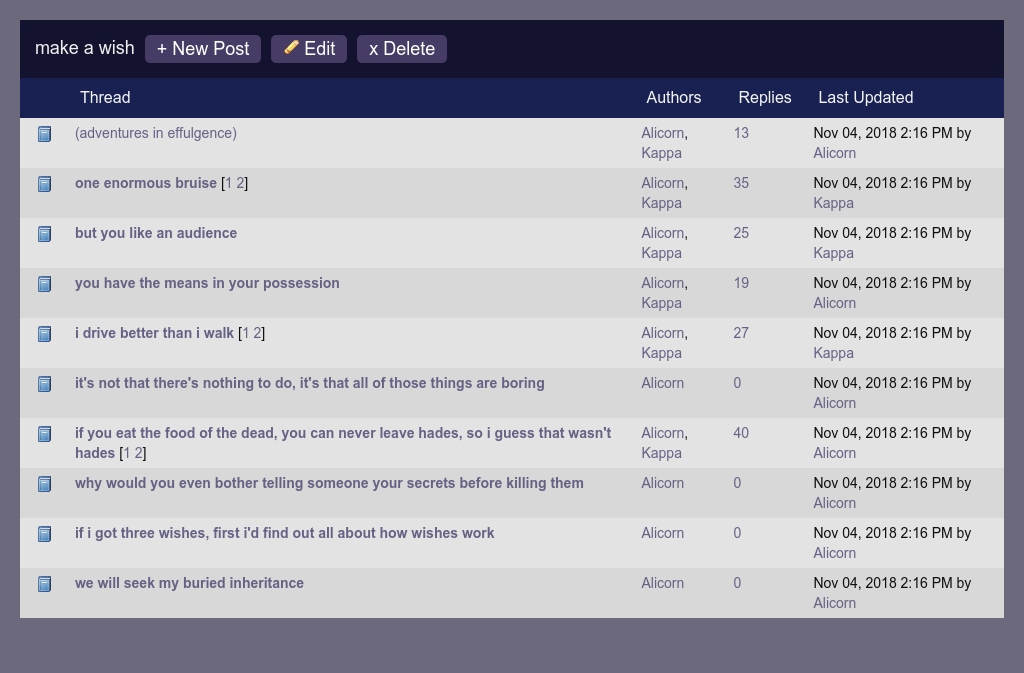 make a wish + New Post Edit x Delete
Thread Authors Replies Last Updated
(adventures in effulgence) Alicorn, 13 Nov 04, 2018 2:16 PM by
Kappa Alicorn
one enormous bruise [1 2] Alicorn, 35 Nov 04, 2018 2:16 PM by
Kappa Kappa
but you like an audience Alicorn, 25 Nov 04, 2018 2:16 PM by
Kappa Kappa
you have the means in your possession Alicorn, 19 Nov 04, 2018 2:16 PM by
Kappa Alicorn
i drive better than i walk [1 2] Alicorn, 27 Nov 04, 2018 2:16 PM by
Kappa Kappa
it's not that there's nothing to do, it's that all of those things are boring Alicorn 0 Nov 04, 2018 2:16 PM by
Alicorn
if you eat the food of the dead, you can never leave hades, so i guess that wasn't Alicorn, 40 Nov 04, 2018 2:16 PM by
hades [1 2] Kappa Alicorn
why would you even bother telling someone your secrets before killing them Alicorn 0 Nov 04, 2018 2:16 PM by
Alicorn
if i got three wishes, first i'd find out all about how wishes work Alicorn 0 Nov 04, 2018 2:16 PM by
Alicorn
we will seek my buried inheritance Alicorn 0 Nov 04, 2018 2:16 PM by
Alicorn